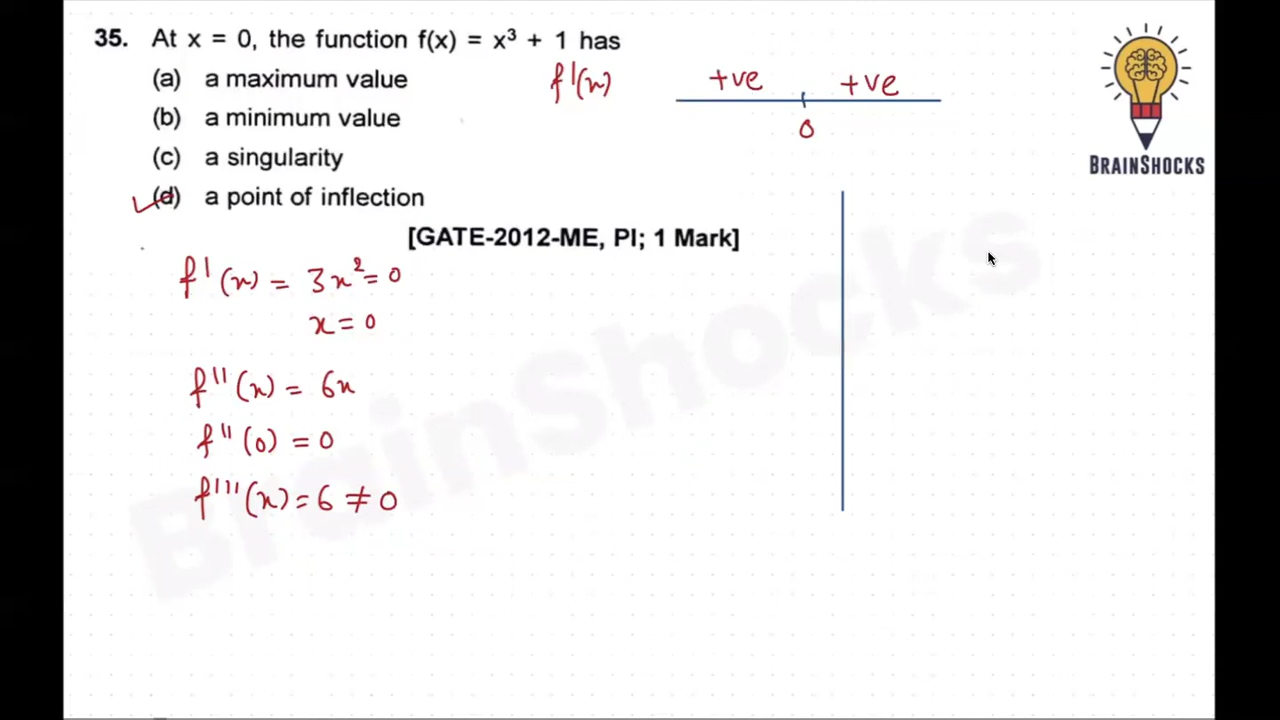 35. At x = 0, the function f(x) = x³ + 1 has
(a) a maximum value
(b) a minimum value
(c) a singularity
(d) a point of inflection
[GATE-2012-ME, PI; 1 Mark]
f'(x) +ve +ve
0
f'(x) = 3x² = 0
x = 0
f''(x) = 6x
f''(0) = 0
f'''(x) = 6 ≠ 0
BRAINSHOCKS
Brainshocks